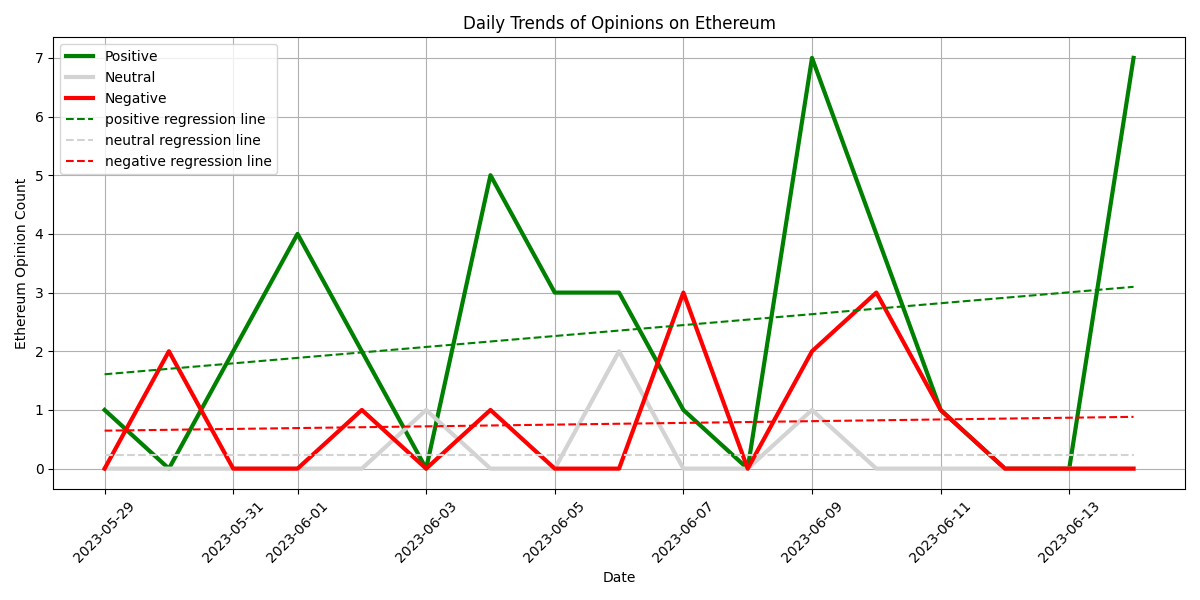 Daily Trends of Opinions on Ethereum
Positive
Neutral
Negative
positive regression line
neutral regression line
negative regression line
Ethereum Opinion Count
7
6
5
4
3
2
1
0
2023-05-29
2023-05-31
2023-06-01
2023-06-03
2023-06-05
2023-06-07
2023-06-09
2023-06-11
2023-06-13
Date